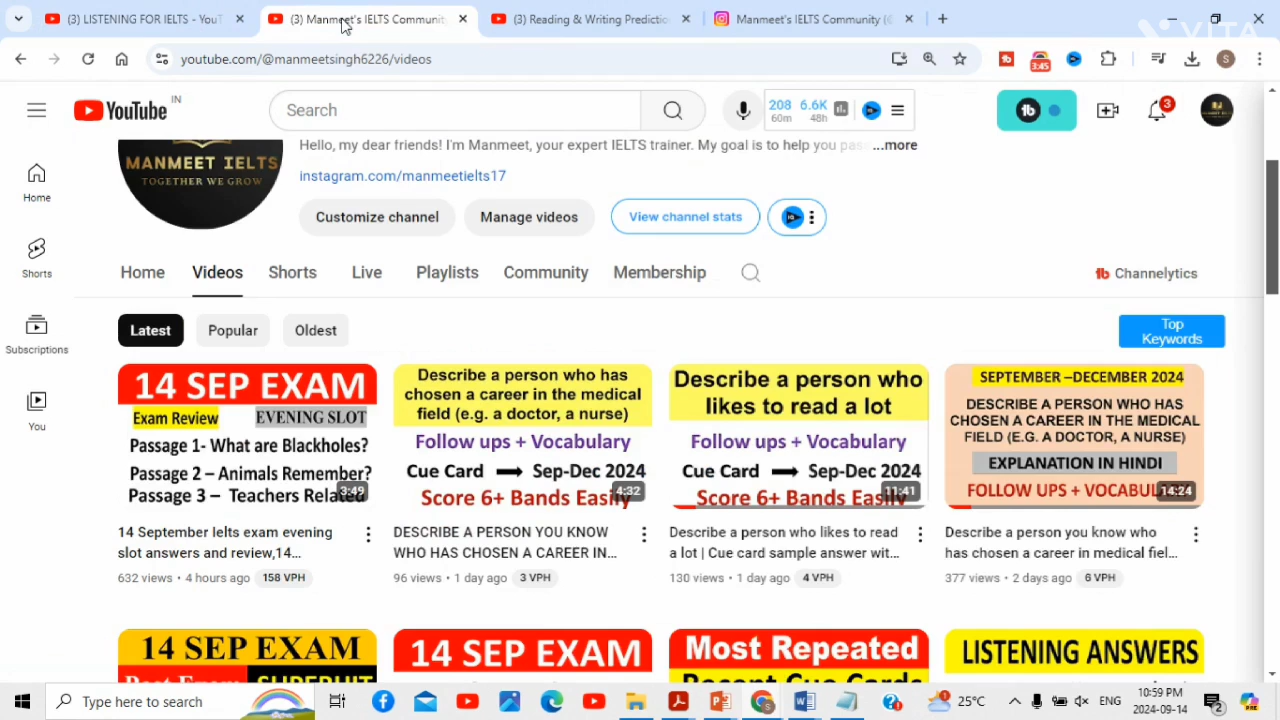 (3) LISTENING FOR IELTS - YouT
(3) Manmeet's IELTS Community
(3) Reading & Writing Predictio
Manmeet's IELTS Community (
VITA
youtube.com/@manmeetsingh6226/videos
3:45
S
YouTube IN
Search
208 6.6K
60m 48h
3
MANMEET IELTS
TOGETHER WE GROW
Hello, my dear friends! I'm Manmeet, your expert IELTS trainer. My goal is to help you pas ...more
instagram.com/manmeetielts17
Customize channel
Manage videos
View channel stats
Home
Shorts
Subscriptions
You
Home Videos Shorts Live Playlists Community Membership
Channelytics
Latest
Popular
Oldest
Top
Keywords
14 SEP EXAM
Exam Review EVENING SLOT
Passage 1- What are Blackholes?
Passage 2 – Animals Remember?
Passage 3 – Teachers Related
3:49
14 September Ielts exam evening
slot answers and review,14...
632 views • 4 hours ago 158 VPH
Describe a person who has
chosen a career in the medical
field (e.g. a doctor, a nurse)
Follow ups + Vocabulary
Cue Card Sep-Dec 2024
Score 6+ Bands Easily
4:32
DESCRIBE A PERSON YOU KNOW
WHO HAS CHOSEN A CAREER IN...
96 views • 1 day ago 3 VPH
Describe a person who
likes to read a lot
Follow ups + Vocabulary
Cue Card Sep-Dec 2024
Score 6+ Bands Easily
11:41
Describe a person who likes to read
a lot | Cue card sample answer wit...
130 views • 1 day ago 4 VPH
SEPTEMBER –DECEMBER 2024
DESCRIBE A PERSON WHO HAS
CHOSEN A CAREER IN THE MEDICAL
FIELD (E.G. A DOCTOR, A NURSE)
EXPLANATION IN HINDI
FOLLOW UPS + VOCABUL
14:24
Describe a person you know who
has chosen a career in medical fiel...
377 views • 2 days ago 6 VPH
14 SEP EXAM
14 SEP EXAM
Most Repeated
Recent Cue Cards
LISTENING ANSWERS
Type here to search
25°C
ENG
10:59 PM
2024-09-14
2